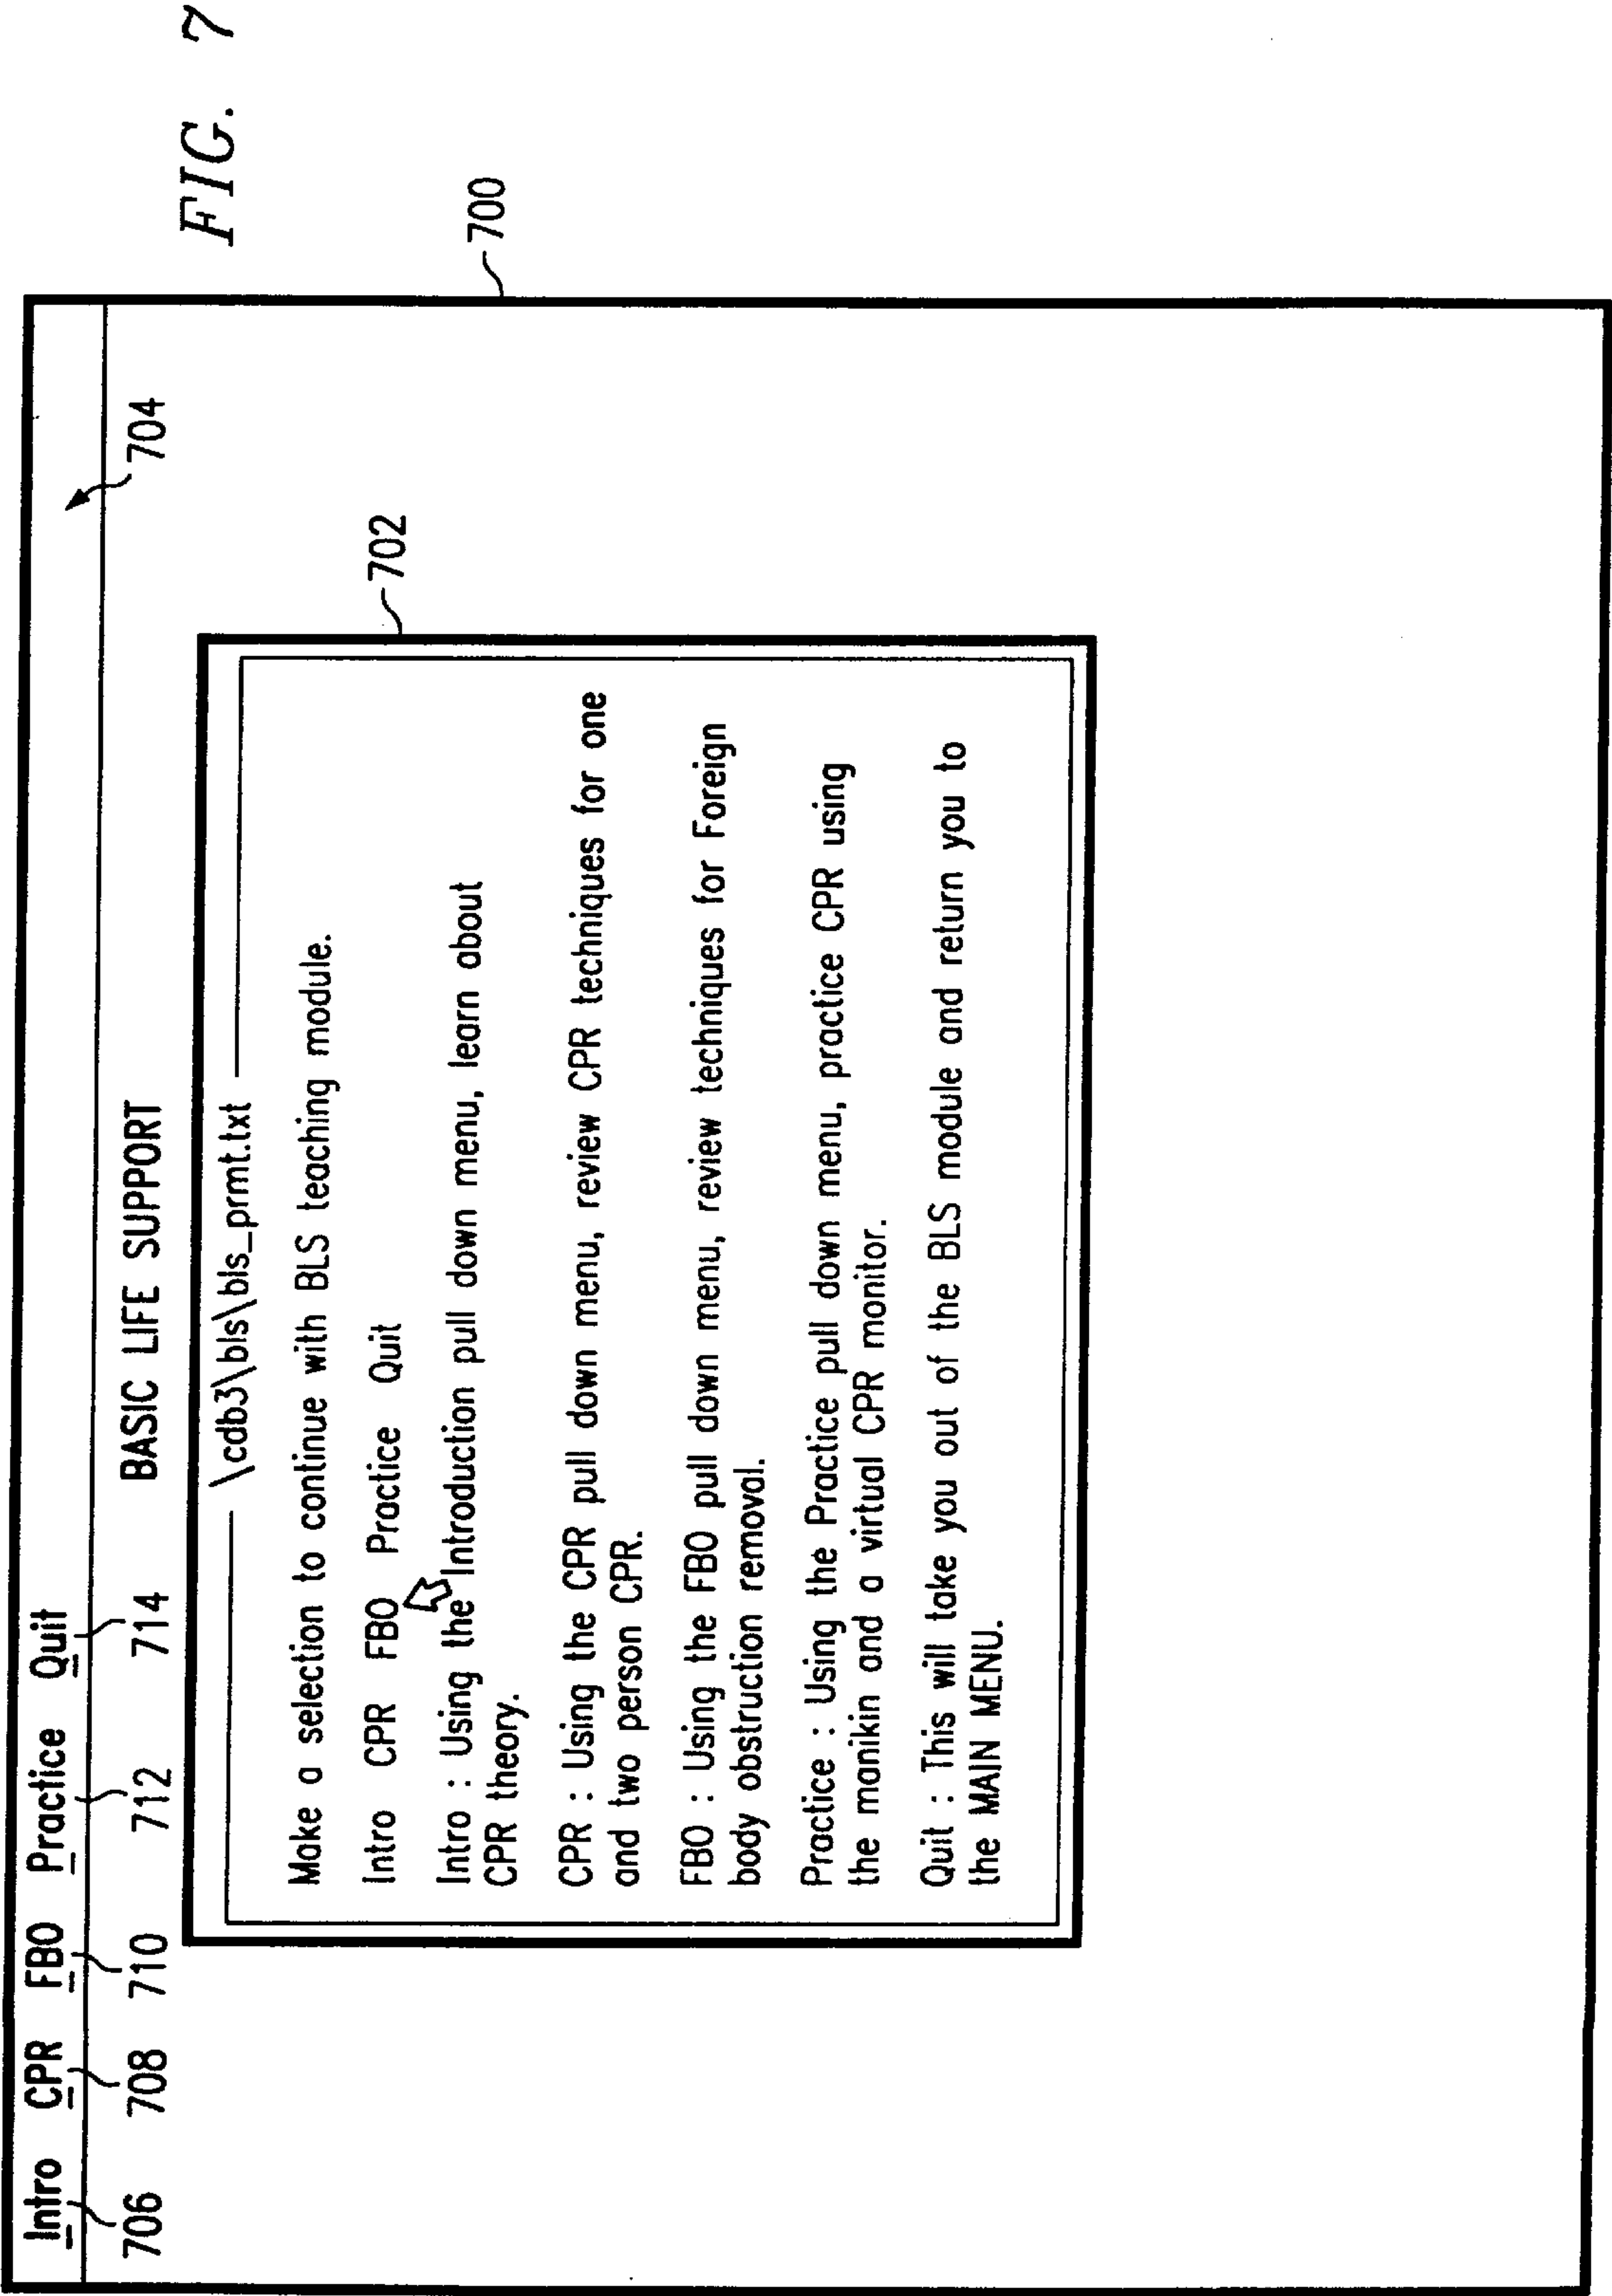 FIG. 7
Intro CPR FBO Practice Quit
706 708 710 712 714
704
BASIC LIFE SUPPORT
700
702
\cdb3\bls\bls_prmt.txt
Make a selection to continue with BLS teaching module.
Intro CPR FBO Practice Quit
Intro : Using the Introduction pull down menu, learn about
CPR theory.
CPR : Using the CPR pull down menu, review CPR techniques for one
and two person CPR.
FBO : Using the FBO pull down menu, review techniques for Foreign
body obstruction removal.
Practice : Using the Practice pull down menu, practice CPR using
the manikin and a virtual CPR monitor.
Quit : This will take you out of the BLS module and return you to
the MAIN MENU.